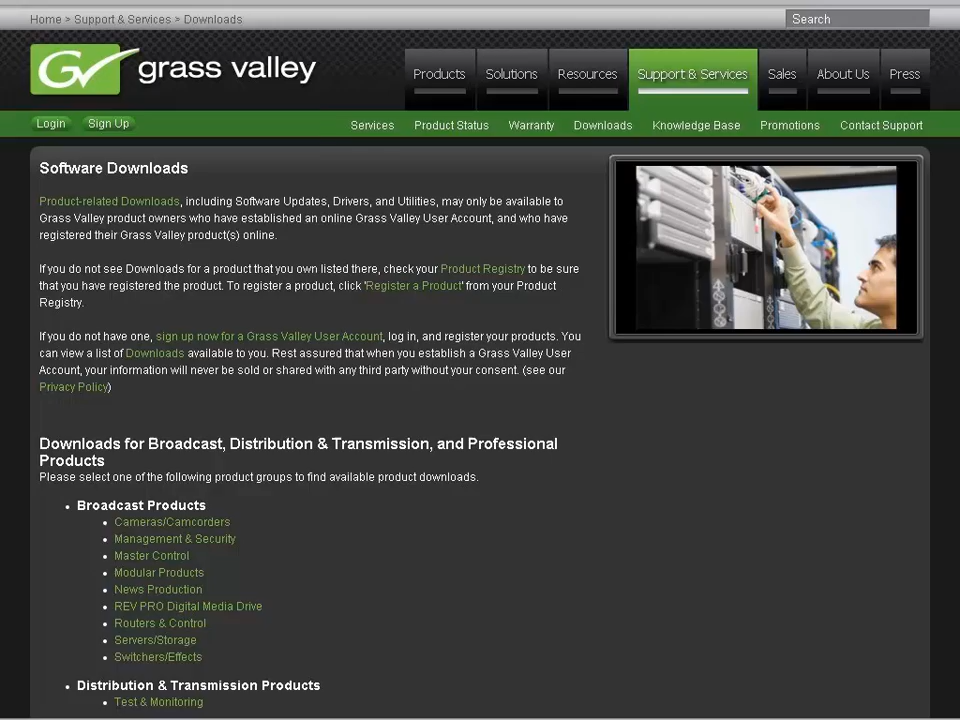 Home > Support & Services > Downloads
Search
GV grass valley
Products Solutions Resources Support & Services Sales About Us Press
Login Sign Up
Services Product Status Warranty Downloads Knowledge Base Promotions Contact Support
Software Downloads
Product-related Downloads, including Software Updates, Drivers, and Utilities, may only be available to
Grass Valley product owners who have established an online Grass Valley User Account, and who have
registered their Grass Valley product(s) online.
If you do not see Downloads for a product that you own listed there, check your Product Registry to be sure
that you have registered the product. To register a product, click 'Register a Product' from your Product
Registry.
If you do not have one, sign up now for a Grass Valley User Account, log in, and register your products. You
can view a list of Downloads available to you. Rest assured that when you establish a Grass Valley User
Account, your information will never be sold or shared with any third party without your consent. (see our
Privacy Policy)
Downloads for Broadcast, Distribution & Transmission, and Professional
Products
Please select one of the following product groups to find available product downloads.
• Broadcast Products
• Cameras/Camcorders
• Management & Security
• Master Control
• Modular Products
• News Production
• REV PRO Digital Media Drive
• Routers & Control
• Servers/Storage
• Switchers/Effects
• Distribution & Transmission Products
• Test & Monitoring